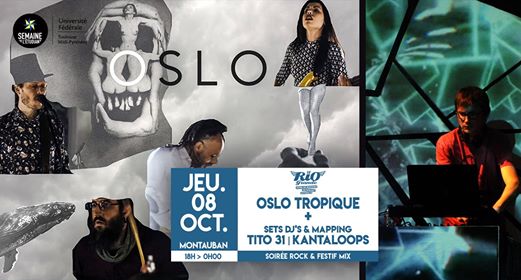 SEMAINE
DE L'ÉTUDIANT
Université
Fédérale
Toulouse
Midi-Pyrénées
OSLO
JEU.
08
OCT.
MONTAUBAN
18H > 0H00
RIO
grande
OSLO TROPIQUE
+
SETS DJ'S & MAPPING
TITO 31 | KANTALOOPS
SOIRÉE ROCK & FESTIF MIX